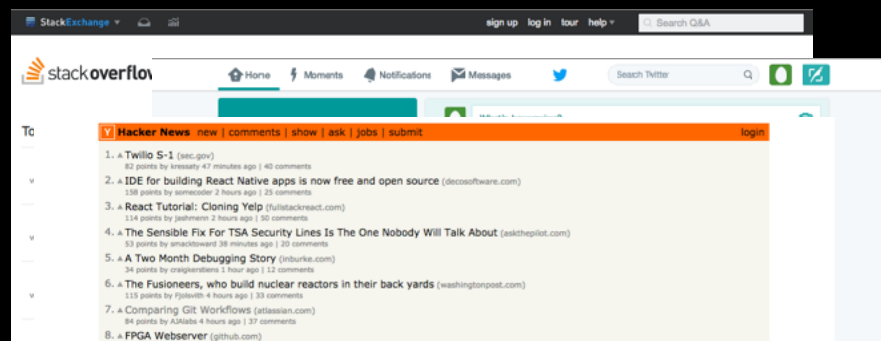 StackExchange sign up log in tour help Search Q&A
stackoverflow
Home Moments Notifications Messages Search Twitter
To
Hacker News new | comments | show | ask | jobs | submit login
1. Twilio S-1 (sec.gov)
82 points by kressaty 47 minutes ago | 40 comments
2. IDE for building React Native apps is now free and open source (decosoftware.com)
158 points by somecoder 2 hours ago | 25 comments
3. React Tutorial: Cloning Yelp (fullstackreact.com)
114 points by jashmenn 2 hours ago | 50 comments
4. The Sensible Fix For TSA Security Lines Is The One Nobody Will Talk About (askthepilot.com)
53 points by smacktoward 38 minutes ago | 20 comments
5. A Two Month Debugging Story (inburke.com)
34 points by craigkerstiens 1 hour ago | 12 comments
6. The Fusioneers, who build nuclear reactors in their back yards (washingtonpost.com)
115 points by Fjolsvith 4 hours ago | 33 comments
7. Comparing Git Workflows (atlassian.com)
84 points by AJAlabs 4 hours ago | 37 comments
8. FPGA Webserver (github.com)